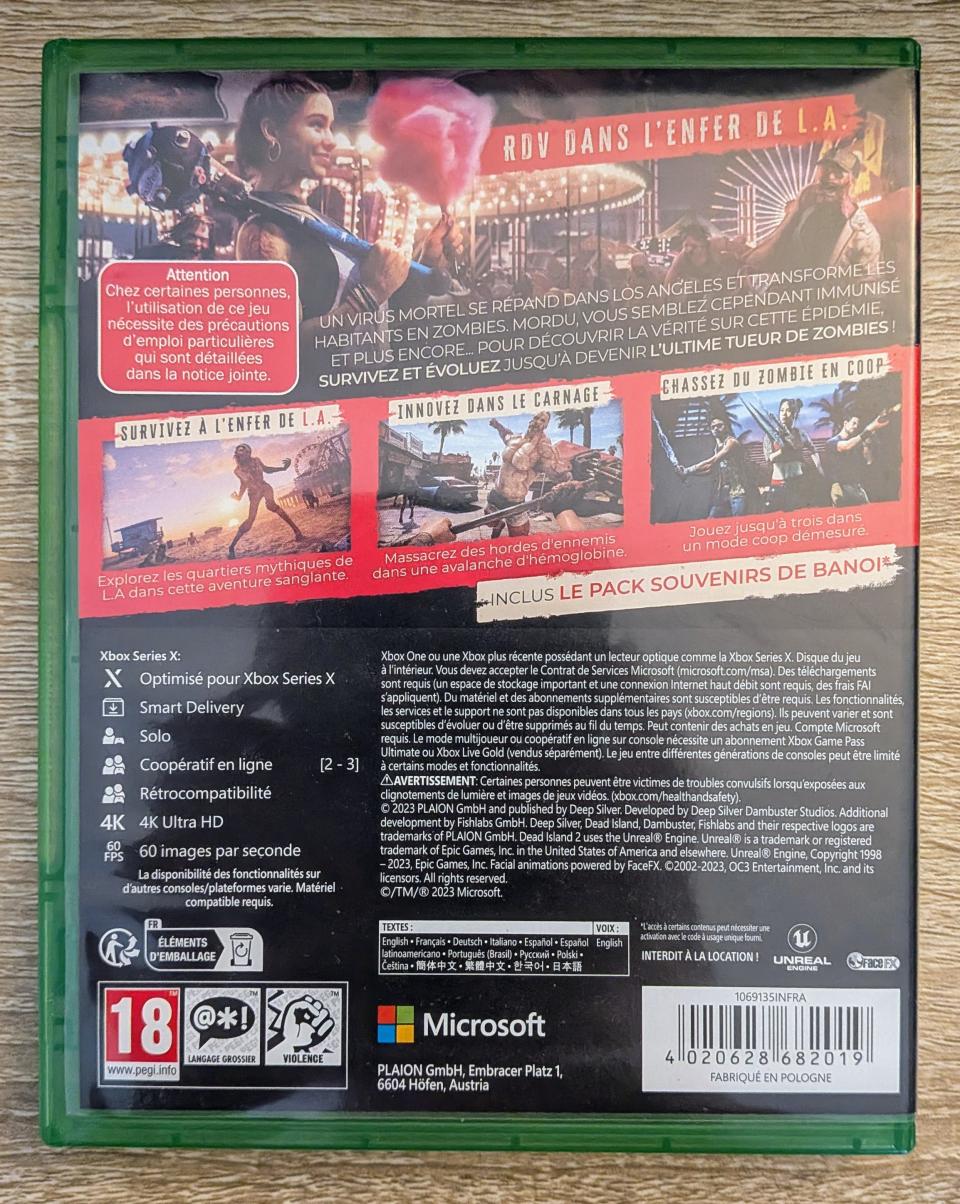 RDV DANS L'ENFER DE L.A.
Attention
Chez certaines personnes,
l'utilisation de ce jeu
nécessite des précautions
d'emploi particulières
qui sont détaillées
dans la notice jointe.
UN VIRUS MORTEL SE RÉPAND DANS LOS ANGELES ET TRANSFORME LES
HABITANTS EN ZOMBIES. MORDU, VOUS SEMBLEZ CEPENDANT IMMUNISÉ
ET PLUS ENCORE... POUR DÉCOUVRIR LA VÉRITÉ SUR CETTE ÉPIDÉMIE,
SURVIVEZ ET ÉVOLUEZ JUSQU'À DEVENIR L'ULTIME TUEUR DE ZOMBIES !
SURVIVEZ À L'ENFER DE L.A.
Explorez les quartiers mythiques de
L.A dans cette aventure sanglante.
INNOVEZ DANS LE CARNAGE
Massacrez des hordes d'ennemis
dans une avalanche d'hémoglobine.
CHASSEZ DU ZOMBIE EN COOP
Jouez jusqu'à trois dans
un mode coop démesuré.
INCLUS LE PACK SOUVENIRS DE BANOI*
Xbox Series X:
X Optimisé pour Xbox Series X
Smart Delivery
Solo
Coopératif en ligne [2 - 3]
Rétrocompatibilité
4K 4K Ultra HD
60 FPS 60 images par seconde
La disponibilité des fonctionnalités sur
d'autres consoles/plateformes varie. Matériel
compatible requis.
Xbox One ou une Xbox plus récente possédant un lecteur optique comme la Xbox Series X. Disque du jeu
à l'intérieur. Vous devez accepter le Contrat de Services Microsoft (microsoft.com/msa). Des téléchargements
sont requis (un espace de stockage important et une connexion Internet haut débit sont requis, des frais FAI
s'appliquent). Du matériel et des abonnements supplémentaires sont susceptibles d'être requis. Les fonctionnalités,
les services et le support ne sont pas disponibles dans tous les pays (xbox.com/regions). Ils peuvent varier et sont
susceptibles d'évoluer ou d'être supprimés au fil du temps. Peut contenir des achats en jeu. Compte Microsoft
requis. Le mode multijoueur ou coopératif en ligne sur console nécessite un abonnement Xbox Game Pass
Ultimate ou Xbox Live Gold (vendus séparément). Le jeu entre différentes générations de consoles peut être limité
à certains modes et fonctionnalités.
⚠AVERTISSEMENT: Certaines personnes peuvent être victimes de troubles convulsifs lorsqu'exposées aux
clignotements de lumière et images de jeux vidéos. (xbox.com/healthandsafety).
© 2023 PLAION GmbH and published by Deep Silver. Developed by Deep Silver Dambuster Studios. Additional
development by Fishlabs GmbH. Deep Silver, Dead Island, Dambuster, Fishlabs and their respective logos are
trademarks of PLAION GmbH. Dead Island 2 uses the Unreal® Engine. Unreal® is a trademark or registered
trademark of Epic Games, Inc. in the United States of America and elsewhere. Unreal® Engine, Copyright 1998
– 2023, Epic Games, Inc. Facial animations powered by FaceFX. ©2002-2023, OC3 Entertainment, Inc. and its
licensors. All rights reserved.
©/TM/® 2023 Microsoft.
FR
ÉLÉMENTS
D'EMBALLAGE
TEXTES : VOIX :
English • Français • Deutsch • Italiano • Español • Español English
latinoamericano • Português (Brasil) • Русский • Polski •
Čeština • 簡体中文 • 繁體中文 • 한국어 • 日本語
*L'accès à certains contenus peut nécessiter une
activation avec le code à usage unique fourni.
INTERDIT À LA LOCATION !
UNREAL
ENGINE
FaceFX
18
www.pegi.info
@*!
LANGAGE GROSSIER
VIOLENCE
Microsoft
PLAION GmbH, Embracer Platz 1,
6604 Höfen, Austria
1069135INFRA
4 020628 682019
FABRIQUÉ EN POLOGNE